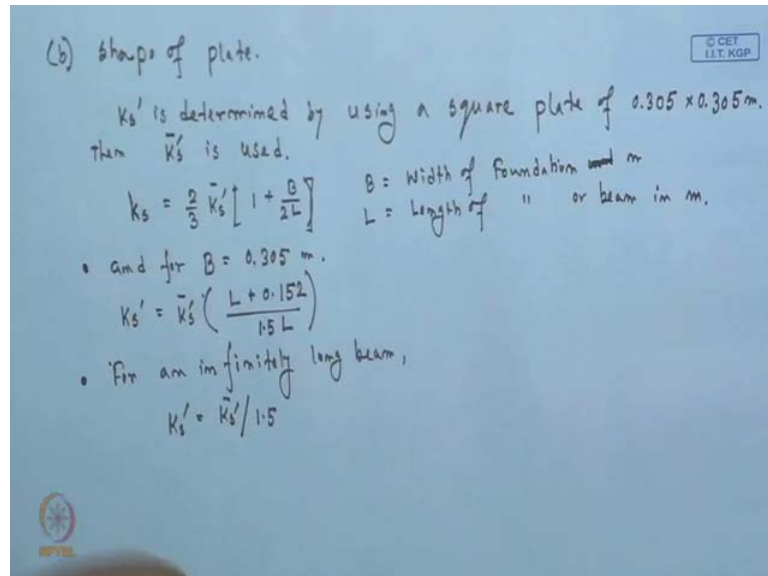 (b) shape of plate.
© CET
I.I.T. KGP
Ks' is determined by using a square plate of 0.305 × 0.305 m.
Then K̄s' is used.
ks = 2/3 K̄s' [ 1 + B/2L ]
B = Width of foundation m
L = Length of " or beam in m.
• and for B = 0.305 m.
Ks' = K̄s' ( L + 0.152 / 1.5 L )
• For an infinitely long beam,
Ks' = K̄s' / 1.5
NPTEL